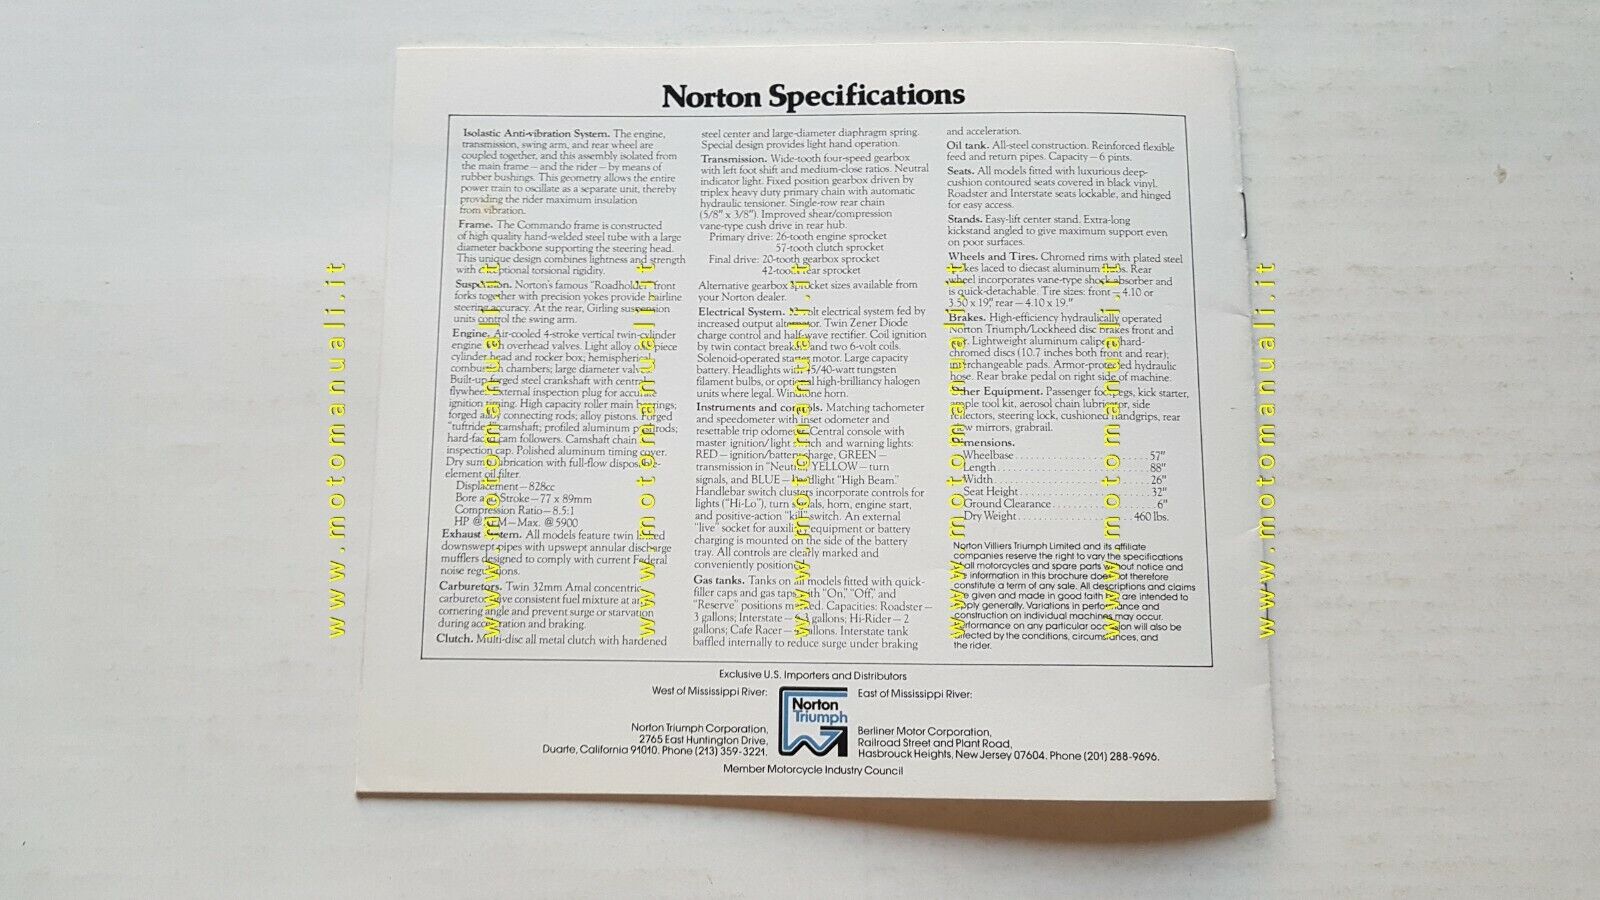 Norton Specifications
Isolastic Anti-vibration System. The engine,
transmission, swing arm, and rear wheel are
coupled together, and this assembly isolated from
the main frame — and the rider — by means of
rubber bushings. This geometry allows the entire
power train to oscillate as a separate unit, thereby
providing the rider maximum insulation
from vibration.
Frame. The Commando frame is constructed
of high quality hand-welded steel tube with a large
diameter backbone supporting the steering head.
This unique design combines lightness and strength
with exceptional torsional rigidity.
Suspension. Norton's famous "Roadholder" front
forks together with precision yokes provide hairline
steering accuracy. At the rear, Girling suspension
units control the swing arm.
Engine. Air-cooled 4-stroke vertical twin-cylinder
engine with overhead valves. Light alloy one-piece
cylinder head and rocker box; hemispherical
combustion chambers; large diameter valves.
Built-up forged steel crankshaft with central
flywheel. External inspection plug for accurate
ignition timing. High capacity roller main bearings;
forged alloy connecting rods; alloy pistons. Forged
"tuftrided" camshaft; profiled aluminum pushrods;
hard-faced cam followers. Camshaft chain
inspection cap. Polished aluminum timing cover.
Dry sump lubrication with full-flow disposable-
element oil filter.
Displacement — 828cc
Bore and Stroke — 77 x 89mm
Compression Ratio — 8.5:1
HP @ RPM — Max. @ 5900
Exhaust System. All models feature twin
downswept pipes with upswept annular discharge
mufflers designed to comply with current Federal
noise regulations.
Carburetors. Twin 32mm Amal concentric
carburetors give consistent fuel mixture at any
cornering angle and prevent surge or starvation
during acceleration and braking.
Clutch. Multi-disc all metal clutch with hardened
steel center and large-diameter diaphragm spring.
Special design provides light hand operation.
Transmission. Wide-tooth four-speed gearbox
with left foot shift and medium-close ratios. Neutral
indicator light. Fixed position gearbox driven by
triplex heavy duty primary chain with automatic
hydraulic tensioner. Single-row rear chain
(5/8" x 3/8"). Improved shear/compression
vane-type cush drive in rear hub.
Primary drive: 26-tooth engine sprocket
57-tooth clutch sprocket
Final drive: 20-tooth gearbox sprocket
42-tooth rear sprocket
Alternative gearbox sprocket sizes available from
your Norton dealer.
Electrical System. 12-volt electrical system fed by
increased output alternator. Twin Zener Diode
charge control and half-wave rectifier. Coil ignition
by twin contact breakers and two 6-volt coils.
Solenoid-operated starter motor. Large capacity
battery. Headlights with 45/40-watt tungsten
filament bulbs, or optional high-brilliancy halogen
units where legal. Windtone horn.
Instruments and controls. Matching tachometer
and speedometer with inset odometer and
resettable trip odometer. Central console with
master ignition/light switch and warning lights:
RED — ignition/battery charge, GREEN —
transmission in "Neutral," YELLOW — turn
signals, and BLUE — headlight "High Beam."
Handlebar switch clusters incorporate controls for
lights ("Hi-Lo"), turn signals, horn, engine start,
and positive-action "kill" switch. An external
"live" socket for auxiliary equipment or battery
charging is mounted on the side of the battery
tray. All controls are clearly marked and
conveniently positioned.
Gas tanks. Tanks on all models fitted with quick-
filler caps and gas taps with "On," "Off," and
"Reserve" positions marked. Capacities: Roadster —
3 gallons; Interstate — gallons; Hi-Rider — 2
gallons; Cafe Racer — gallons. Interstate tank
baffled internally to reduce surge under braking
and acceleration.
Oil tank. All-steel construction. Reinforced flexible
feed and return pipes. Capacity — 6 pints.
Seats. All models fitted with luxurious deep-
cushion contoured seats covered in black vinyl.
Roadster and Interstate seats lockable, and hinged
for easy access.
Stands. Easy-lift center stand. Extra-long
kickstand angled to give maximum support even
on poor surfaces.
Wheels and Tires. Chromed rims with plated steel
spokes laced to diecast aluminum hubs. Rear
wheel incorporates vane-type shock absorber and
is quick-detachable. Tire sizes: front — 4.10 or
3.50 x 19", rear — 4.10 x 19."
Brakes. High-efficiency hydraulically operated
Norton Triumph/Lockheed disc brakes front and
rear. Lightweight aluminum calipers; hard-
chromed discs (10.7 inches both front and rear);
interchangeable pads. Armor-protected hydraulic
hose. Rear brake pedal on right side of machine.
Other Equipment. Passenger footpegs, kick starter,
ample tool kit, aerosol chain lubricator, side
reflectors, steering lock, cushioned handgrips, rear
view mirrors, grabrail.
Dimensions.
Wheelbase . . . . . . . . . . . . . . . . . . . . 57"
Length . . . . . . . . . . . . . . . . . . . . . . . 88"
Width . . . . . . . . . . . . . . . . . . . . . . . 26"
Seat Height . . . . . . . . . . . . . . . . . . . 32"
Ground Clearance . . . . . . . . . . . . . . . 6"
Dry Weight . . . . . . . . . . . . . . . . . 460 lbs.
Norton Villiers Triumph Limited and its affiliate
companies reserve the right to vary the specifications
of all motorcycles and spare parts without notice and
the information in this brochure does not therefore
constitute a term of any sale. All descriptions and claims
are given and made in good faith but are intended to
apply generally. Variations in performance and
construction on individual machines may occur.
Performance on any particular occasion will also be
affected by the conditions, circumstances, and
the rider.
Exclusive U.S. Importers and Distributors
West of Mississippi River:
Norton Triumph Corporation,
2765 East Huntington Drive,
Duarte, California 91010. Phone (213) 359-3221.
Norton
Triumph
East of Mississippi River:
Berliner Motor Corporation,
Railroad Street and Plant Road,
Hasbrouck Heights, New Jersey 07604. Phone (201) 288-9696.
Member Motorcycle Industry Council
www.motomanuali.it
www.motomanuali.it
www.motomanuali.it
www.motomanuali.it
www.motomanuali.it
www.motomanuali.it
www.motomanuali.it